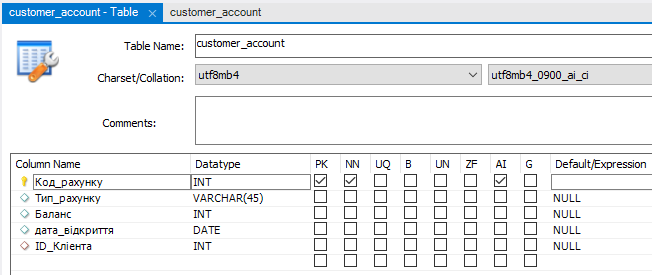 customer_account - Table customer_account
Table Name: customer_account
Charset/Collation: utf8mb4 utf8mb4_0900_ai_ci
Comments:
Column Name Datatype PK NN UQ B UN ZF AI G Default/Expression
Код_рахунку INT
Тип_рахунку VARCHAR(45) NULL
Баланс INT NULL
дата_відкриття DATE NULL
ID_Клієнта INT NULL